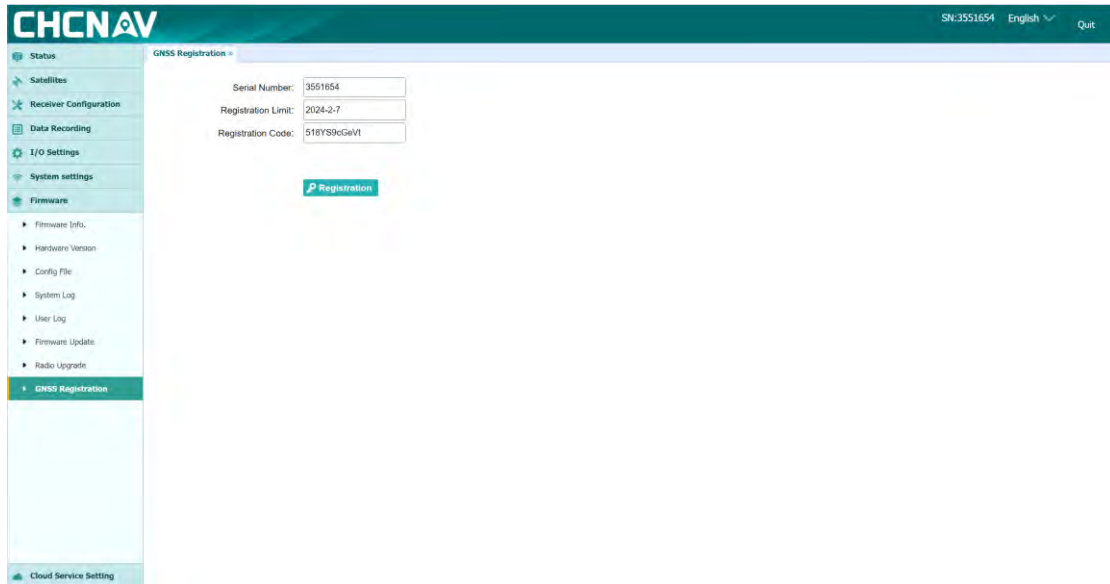 CHCNAV
SN:3551654 English Quit
Status
Satellites
Receiver Configuration
Data Recording
I/O Settings
System settings
Firmware
Firmware Info.
Hardware Version
Config File
System Log
User Log
Firmware Update
Radio Upgrade
GNSS Registration
Cloud Service Setting
GNSS Registration ×
Serial Number: 3551654
Registration Limit: 2024-2-7
Registration Code: 518YS9cGeVt
Registration